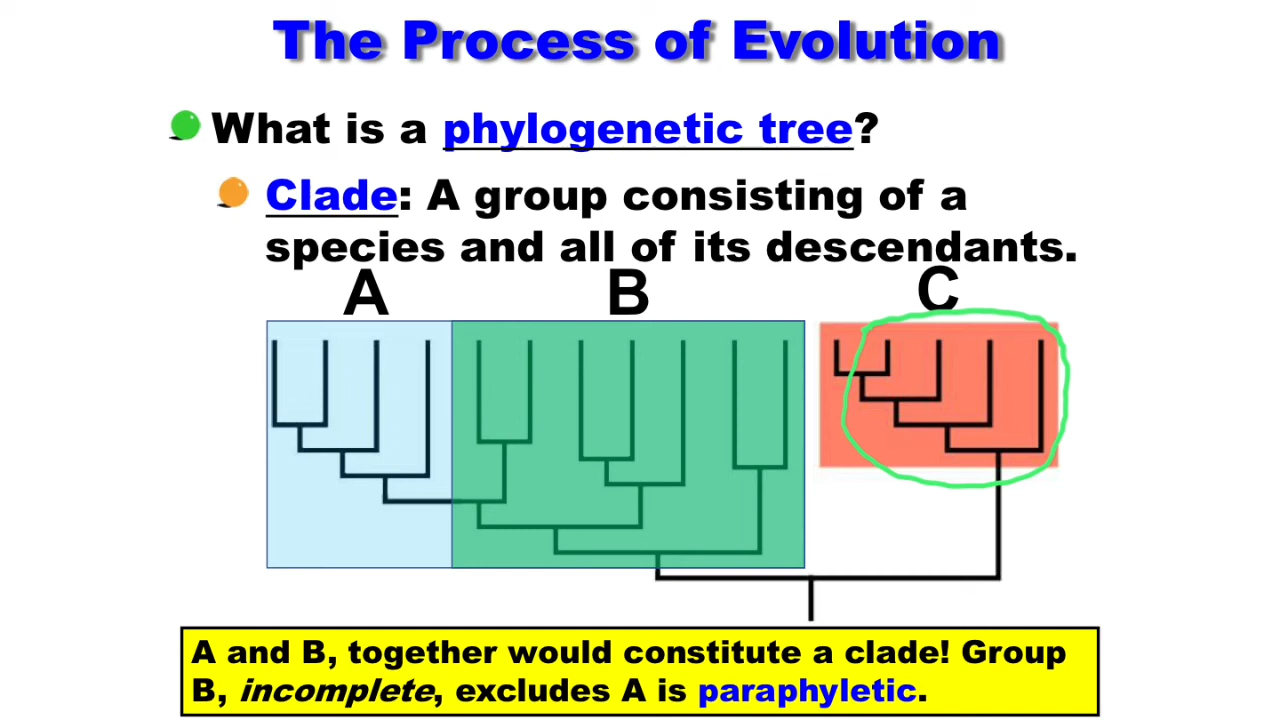 The Process of Evolution
What is a phylogenetic tree?
Clade: A group consisting of a
species and all of its descendants.
A B C
A and B, together would constitute a clade! Group
B, incomplete, excludes A is paraphyletic.